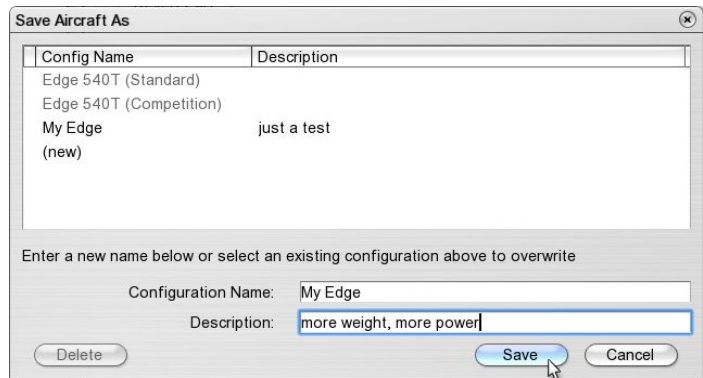 Save Aircraft As
Config Name Description
Edge 540T (Standard)
Edge 540T (Competition)
My Edge just a test
(new)
Enter a new name below or select an existing configuration above to overwrite
Configuration Name: My Edge
Description: more weight, more power
Delete Save Cancel